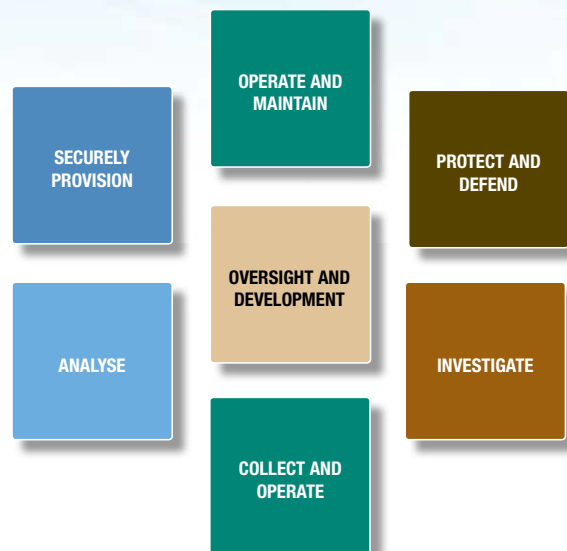 OPERATE AND
MAINTAIN
SECURELY
PROVISION
PROTECT AND
DEFEND
OVERSIGHT AND
DEVELOPMENT
ANALYSE
INVESTIGATE
COLLECT AND
OPERATE